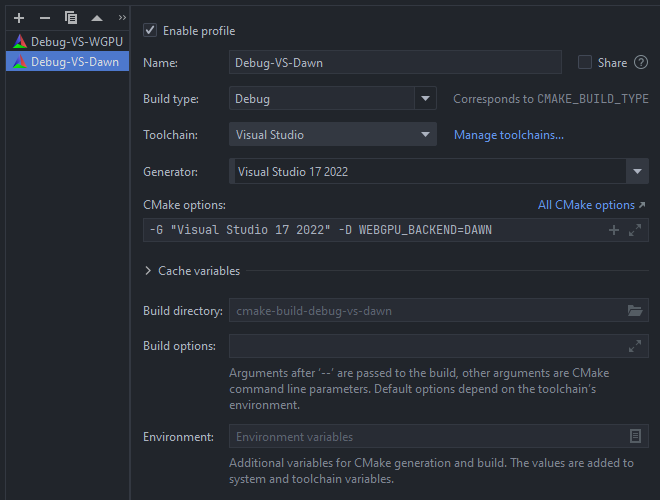 Debug-VS-WGPU
Debug-VS-Dawn
Enable profile
Name: Debug-VS-Dawn Share ?
Build type: Debug Corresponds to CMAKE_BUILD_TYPE
Toolchain: Visual Studio Manage toolchains...
Generator: Visual Studio 17 2022
CMake options: All CMake options
-G "Visual Studio 17 2022" -D WEBGPU_BACKEND=DAWN
Cache variables
Build directory: cmake-build-debug-vs-dawn
Build options:
Arguments after '--' are passed to the build, other arguments are CMake
command line parameters. Default options depend on the toolchain's
environment.
Environment: Environment variables
Additional variables for CMake generation and build. The values are added to
system and toolchain variables.